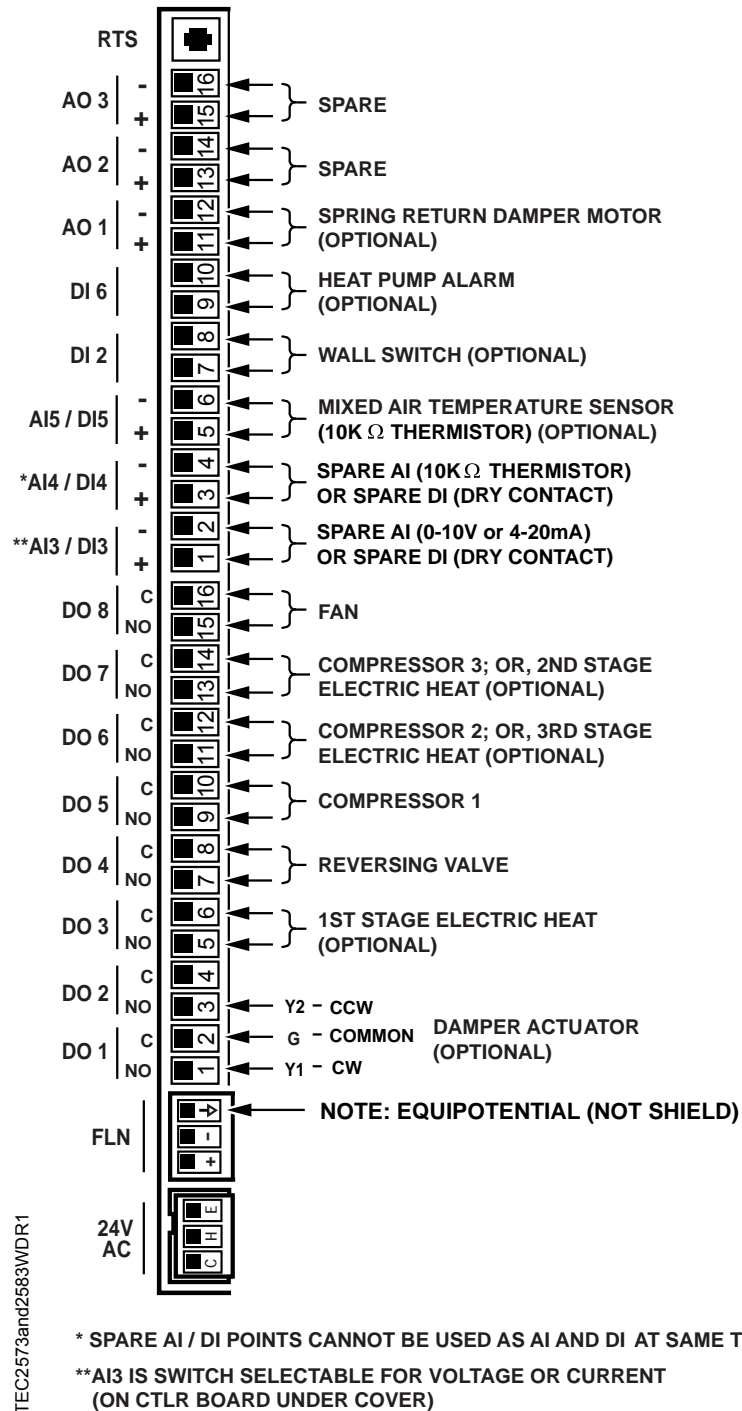 RTS
AO 3 - 16 SPARE
+ 15
AO 2 - 14 SPARE
+ 13
AO 1 - 12 SPRING RETURN DAMPER MOTOR
+ 11 (OPTIONAL)
DI 6 10 HEAT PUMP ALARM
9 (OPTIONAL)
DI 2 8 WALL SWITCH (OPTIONAL)
7
AI5 / DI5 - 6 MIXED AIR TEMPERATURE SENSOR
+ 5 (10K Ω THERMISTOR) (OPTIONAL)
*AI4 / DI4 - 4 SPARE AI (10K Ω THERMISTOR)
+ 3 OR SPARE DI (DRY CONTACT)
**AI3 / DI3 - 2 SPARE AI (0-10V or 4-20mA)
+ 1 OR SPARE DI (DRY CONTACT)
DO 8 C 16 FAN
NO 15
DO 7 C 14 COMPRESSOR 3; OR, 2ND STAGE
NO 13 ELECTRIC HEAT (OPTIONAL)
DO 6 C 12 COMPRESSOR 2; OR, 3RD STAGE
NO 11 ELECTRIC HEAT (OPTIONAL)
DO 5 C 10 COMPRESSOR 1
NO 9
DO 4 C 8 REVERSING VALVE
NO 7
DO 3 C 6 1ST STAGE ELECTRIC HEAT
NO 5 (OPTIONAL)
DO 2 C 4
NO 3 Y2 - CCW
DO 1 C 2 G - COMMON DAMPER ACTUATOR
(OPTIONAL)
NO 1 Y1 - CW
NOTE: EQUIPOTENTIAL (NOT SHIELD)
FLN -
+
24V E
AC H
C
TEC2573and2583WDR1
* SPARE AI / DI POINTS CANNOT BE USED AS AI AND DI AT SAME T
**AI3 IS SWITCH SELECTABLE FOR VOLTAGE OR CURRENT
(ON CTLR BOARD UNDER COVER)